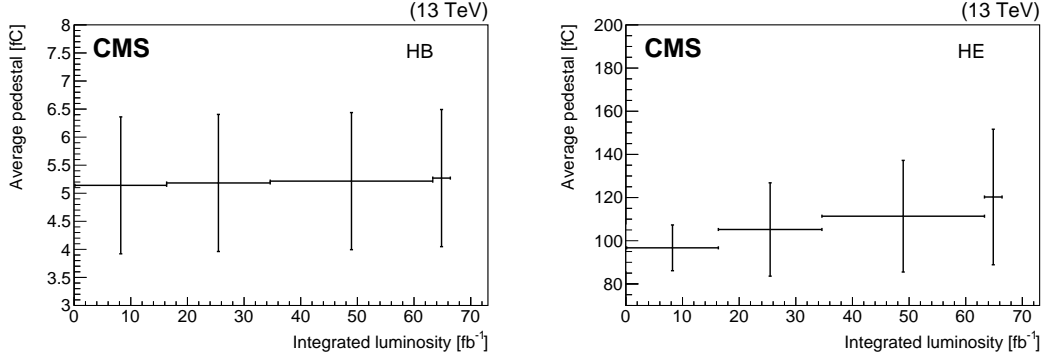 (13 TeV)
CMS
HB
Average pedestal [fC]
8
7.5
7
6.5
6
5.5
5
4.5
4
3.5
3
0 10 20 30 40 50 60 70
Integrated luminosity [fb⁻¹]
(13 TeV)
CMS
HE
Average pedestal [fC]
200
180
160
140
120
100
80
0 10 20 30 40 50 60 70
Integrated luminosity [fb⁻¹]